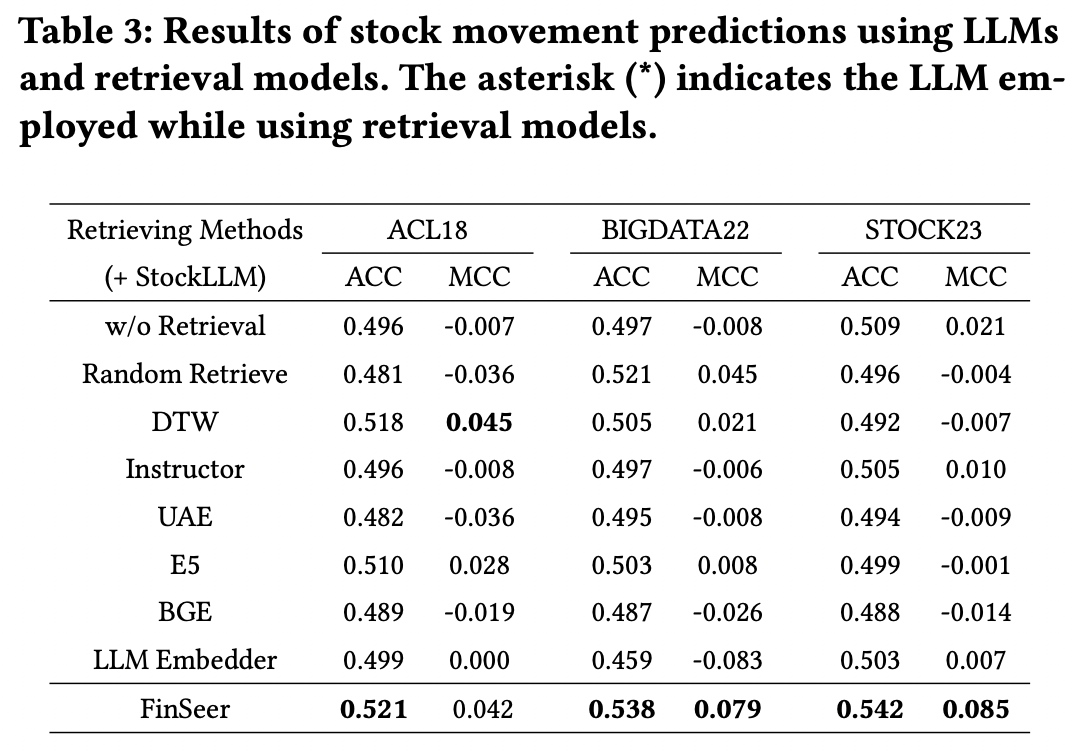 Table 3: Results of stock movement predictions using LLMs
and retrieval models. The asterisk (*) indicates the LLM em-
ployed while using retrieval models.
Retrieving Methods ACL18 BIGDATA22 STOCK23
(+ StockLLM) ACC MCC ACC MCC ACC MCC
w/o Retrieval 0.496 -0.007 0.497 -0.008 0.509 0.021
Random Retrieve 0.481 -0.036 0.521 0.045 0.496 -0.004
DTW 0.518 0.045 0.505 0.021 0.492 -0.007
Instructor 0.496 -0.008 0.497 -0.006 0.505 0.010
UAE 0.482 -0.036 0.495 -0.008 0.494 -0.009
E5 0.510 0.028 0.503 0.008 0.499 -0.001
BGE 0.489 -0.019 0.487 -0.026 0.488 -0.014
LLM Embedder 0.499 0.000 0.459 -0.083 0.503 0.007
FinSeer 0.521 0.042 0.538 0.079 0.542 0.085